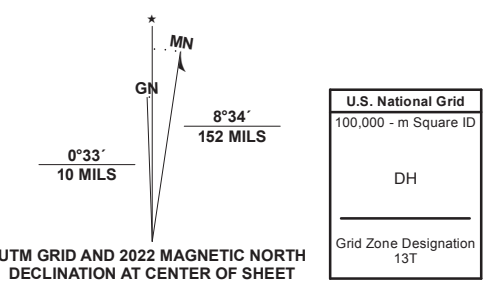 ★
MN
GN
8°34´
152 MILS
0°33´
10 MILS
UTM GRID AND 2022 MAGNETIC NORTH
DECLINATION AT CENTER OF SHEET
U.S. National Grid
100,000 - m Square ID
DH
Grid Zone Designation
13T